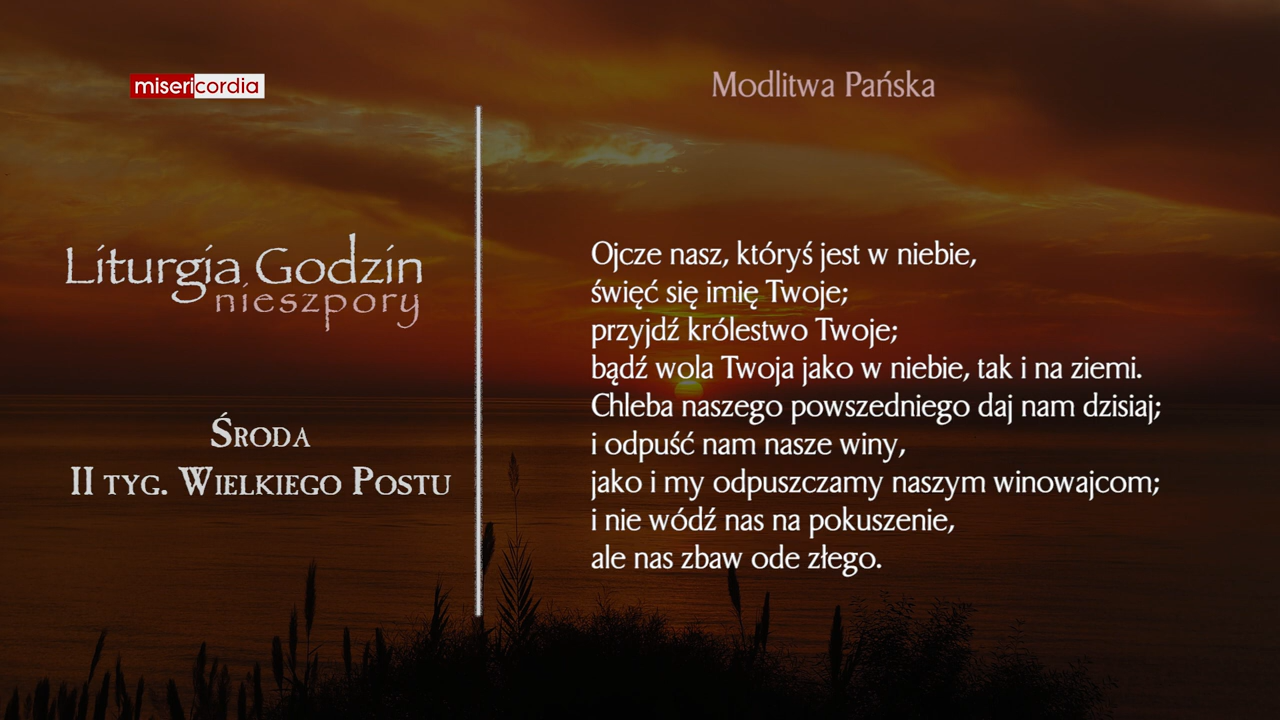 misericordia
Liturgia Godzin
nieszpory
Środa
II tyg. Wielkiego Postu
Modlitwa Pańska
Ojcze nasz, któryś jest w niebie,
święć się imię Twoje;
przyjdź królestwo Twoje;
bądź wola Twoja jako w niebie, tak i na ziemi.
Chleba naszego powszedniego daj nam dzisiaj;
i odpuść nam nasze winy,
jako i my odpuszczamy naszym winowajcom;
i nie wódź nas na pokuszenie,
ale nas zbaw ode złego.